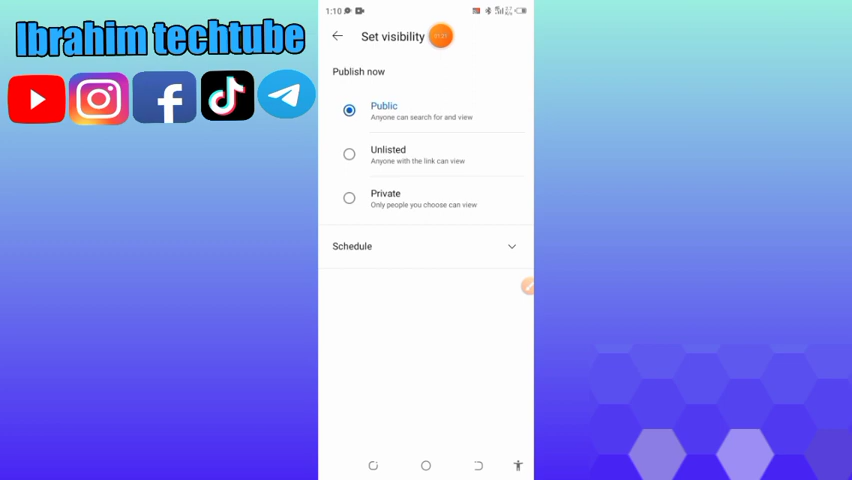 Ibrahim techtube
1:10
Set visibility
Publish now
Public
Anyone can search for and view
Unlisted
Anyone with the link can view
Private
Only people you choose can view
Schedule